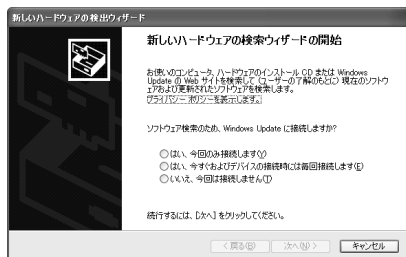 新しいハードウェアの検出ウィザード
新しいハードウェアの検索ウィザードの開始
お使いのコンピュータ、ハードウェアのインストール CD または Windows
Update の Web サイトを検索して (ユーザーの了解のもとに) 現在のソフトウ
ェアおよび更新されたソフトウェアを検索します。
プライバシー ポリシーを表示します。
ソフトウェア検索のため、Windows Update に接続しますか?
はい、今回のみ接続します(Y)
はい、今すぐおよびデバイスの接続時には毎回接続します(E)
いいえ、今回は接続しません(T)
続行するには、[次へ] をクリックしてください。
< 戻る(B) 次へ(N) > キャンセル